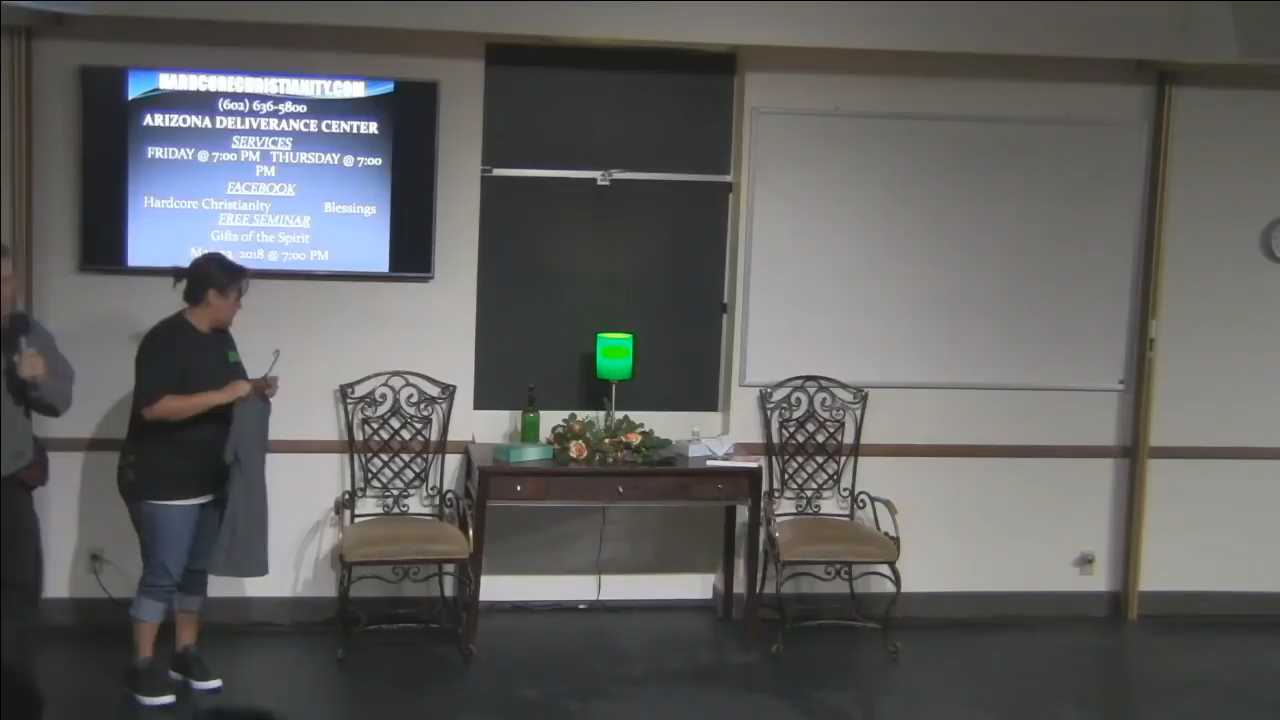 HARDCORECHRISTIANITY.COM
(602) 636-5800
ARIZONA DELIVERANCE CENTER
SERVICES
FRIDAY @ 7:00 PM THURSDAY @ 7:00
PM
FACEBOOK
Hardcore Christianity Blessings
FREE SEMINAR
Gifts of the Spirit
2018 @ 7:00 PM